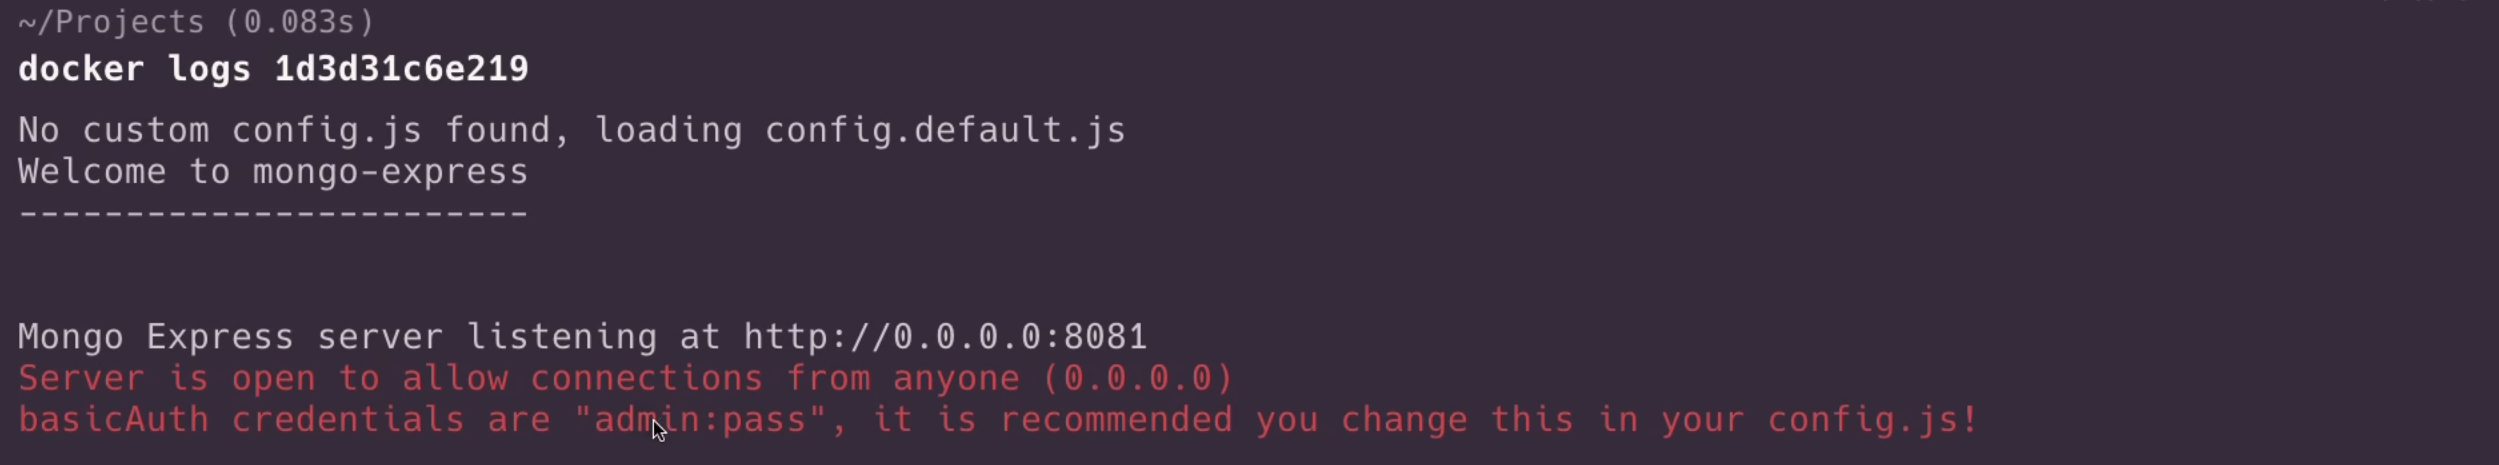 ~/Projects (0.083s)
docker logs 1d3d31c6e219
No custom config.js found, loading config.default.js
Welcome to mongo-express
------------------------
Mongo Express server listening at http://0.0.0.0:8081
Server is open to allow connections from anyone (0.0.0.0)
basicAuth credentials are "admin:pass", it is recommended you change this in your config.js!